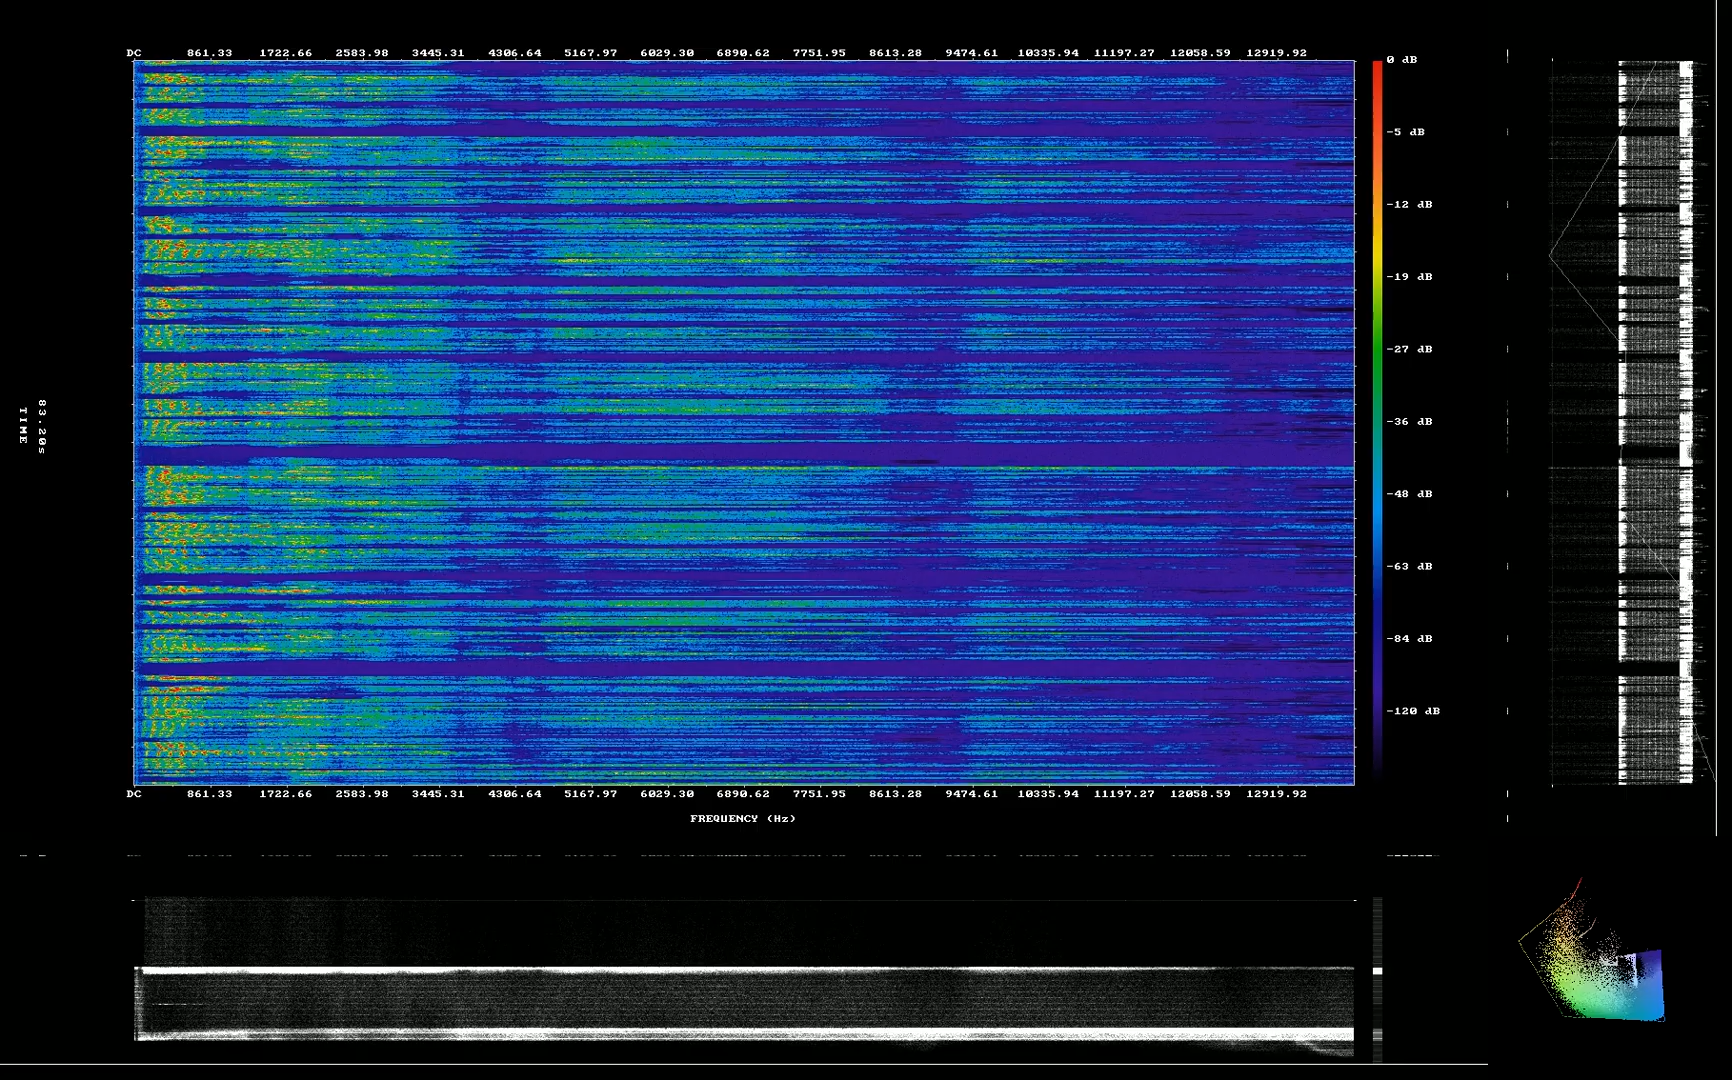 DC 861.33 1722.66 2583.98 3445.31 4306.64 5167.97 6029.30 6890.62 7751.95 8613.28 9474.61 10335.94 11197.27 12058.59 12919.92
0 dB
-5 dB
-12 dB
-19 dB
-27 dB
-36 dB
-48 dB
-63 dB
-84 dB
-120 dB
83.20s
TIME
DC 861.33 1722.66 2583.98 3445.31 4306.64 5167.97 6029.30 6890.62 7751.95 8613.28 9474.61 10335.94 11197.27 12058.59 12919.92
FREQUENCY (Hz)